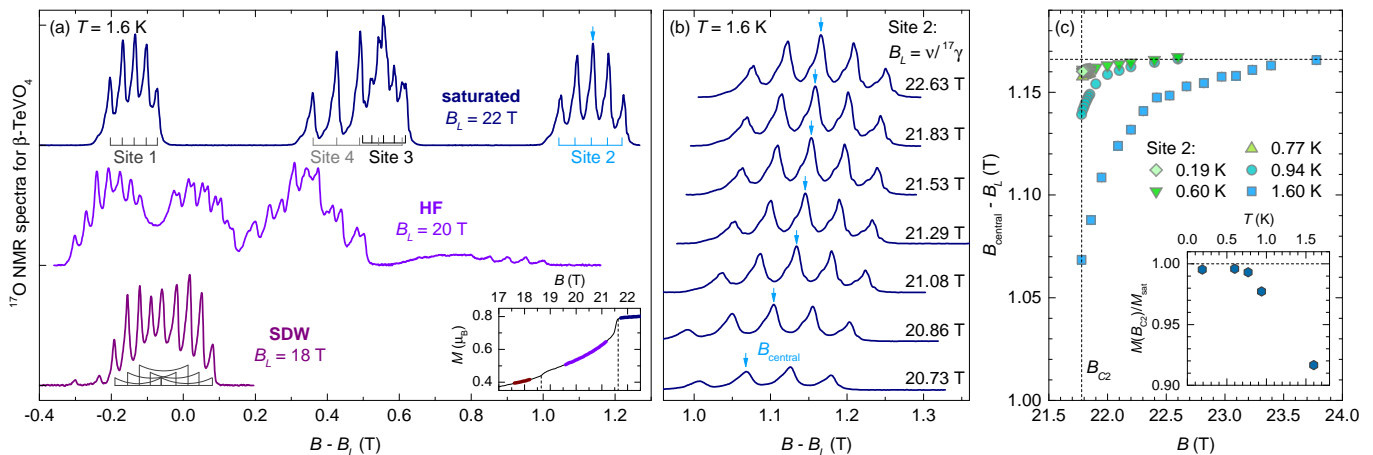 ¹⁷O NMR spectra for β-TeVO₄
(a) T = 1.6 K
saturated
B_L = 22 T
Site 1
Site 4
Site 3
Site 2
HF
B_L = 20 T
SDW
B_L = 18 T
B (T)
17 18 19 20 21 22
M (μ_B)
0.8
0.6
0.4
-0.4 -0.2 0.0 0.2 0.4 0.6 0.8 1.0 1.2
B - B_L (T)
(b) T = 1.6 K
Site 2:
B_L = ν/¹⁷γ
22.63 T
21.83 T
21.53 T
21.29 T
21.08 T
20.86 T
B_central
20.73 T
1.0 1.1 1.2 1.3
B - B_L (T)
(c)
B_central - B_L (T)
1.15
1.10
1.05
1.00
Site 2:
0.19 K
0.60 K
0.77 K
0.94 K
1.60 K
B_C2
T (K)
0.0 0.5 1.0 1.5
M(B_C2)/M_sat
1.00
0.95
0.90
21.5 22.0 22.5 23.0 23.5 24.0
B (T)